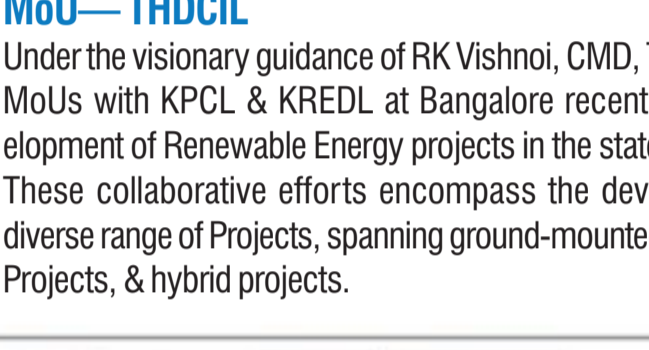 MoU— THDCIL
Under the visionary guidance of RK Vishnoi, CMD,
MoUs with KPCL & KREDL at Bangalore recent
elopment of Renewable Energy projects in the stat
These collaborative efforts encompass the dev
diverse range of Projects, spanning ground-mounte
Projects, & hybrid projects.